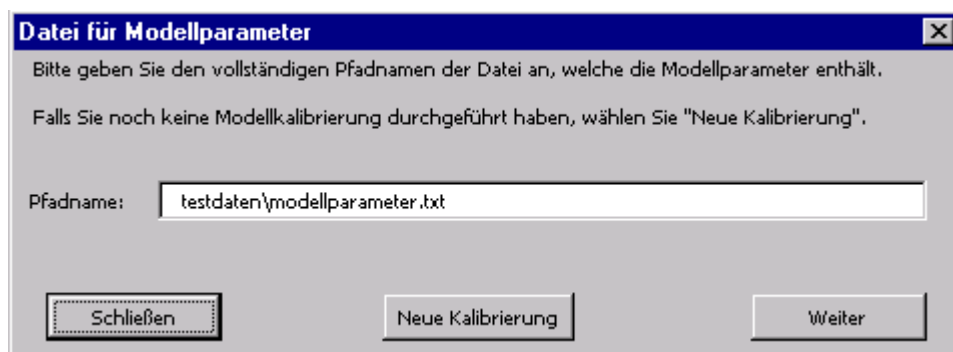 Datei für Modellparameter
Bitte geben Sie den vollständigen Pfadnamen der Datei an, welche die Modellparameter enthält.
Falls Sie noch keine Modellkalibrierung durchgeführt haben, wählen Sie "Neue Kalibrierung".
Pfadname: testdaten\modellparameter.txt
Schließen Neue Kalibrierung Weiter